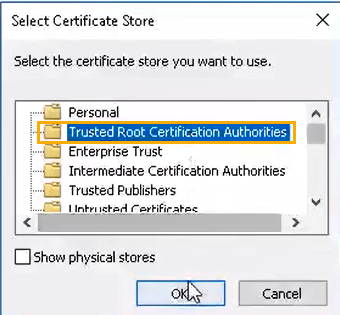 Select Certificate Store
Select the certificate store you want to use.
Personal
Trusted Root Certification Authorities
Enterprise Trust
Intermediate Certification Authorities
Trusted Publishers
Untrusted Certificates
Show physical stores
OK
Cancel